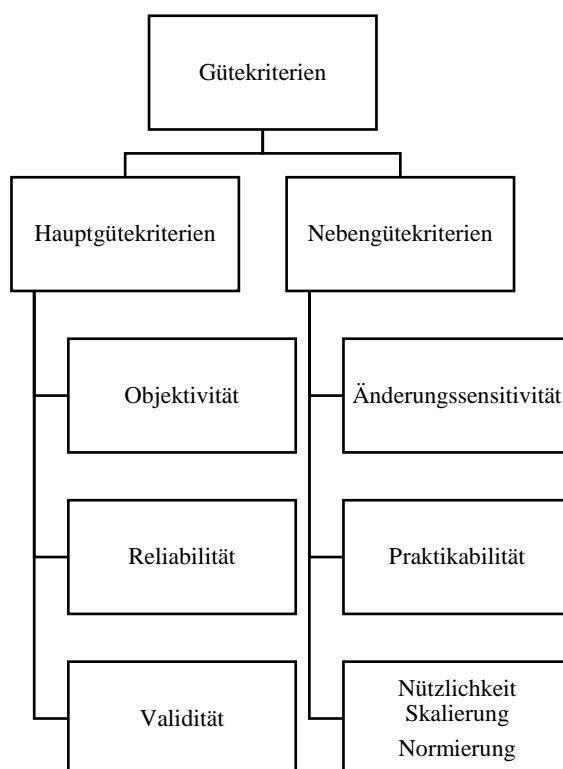 Gütekriterien
Hauptgütekriterien
Nebengütekriterien
Objektivität
Änderungssensitivität
Reliabilität
Praktikabilität
Validität
Nützlichkeit
Skalierung
Normierung